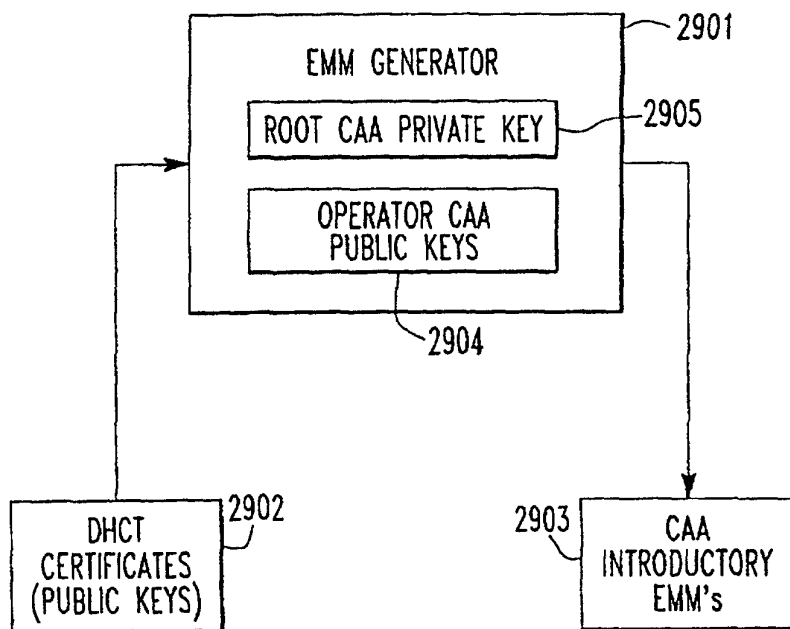 2901
EMM GENERATOR
ROOT CAA PRIVATE KEY
2905
OPERATOR CAA
PUBLIC KEYS
2904
2902
DHCT
CERTIFICATES
(PUBLIC KEYS)
2903
CAA
INTRODUCTORY
EMM's